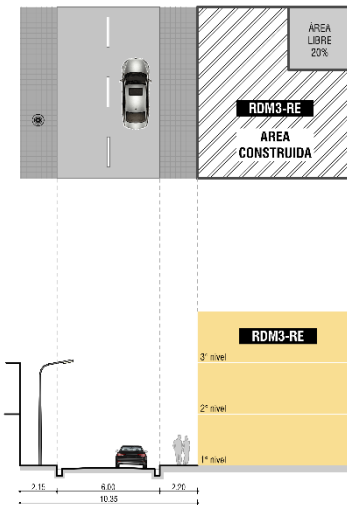 ÁREA
LIBRE
20%
RDM3-RE
AREA
CONSTRUIDA
RDM3-RE
3° nivel
2° nivel
1° nivel
2.15 6.00 2.20
10.35